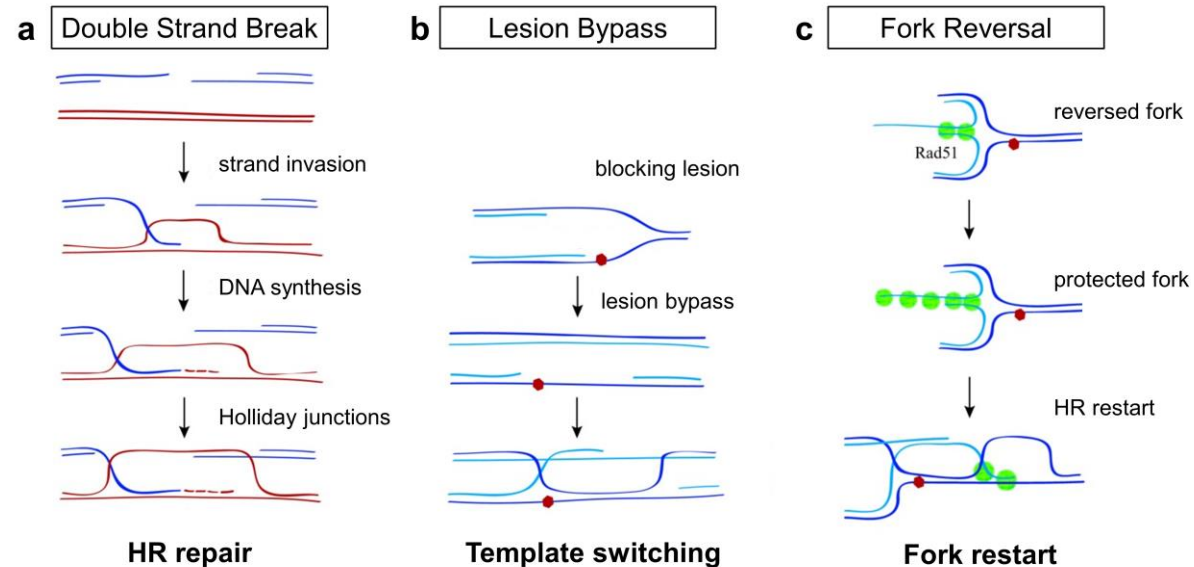 a Double Strand Break
strand invasion
DNA synthesis
Holliday junctions
HR repair
b Lesion Bypass
blocking lesion
lesion bypass
Template switching
c Fork Reversal
reversed fork
Rad51
protected fork
HR restart
Fork restart